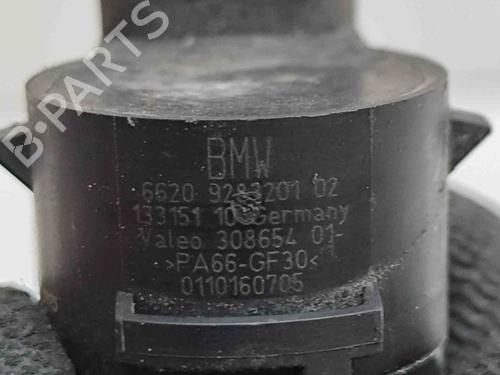 B-PARTS
BMW
6620 9283201 02
133151 10 Germany
Valeo 308654 01-
>PA66-GF30<
0110160705